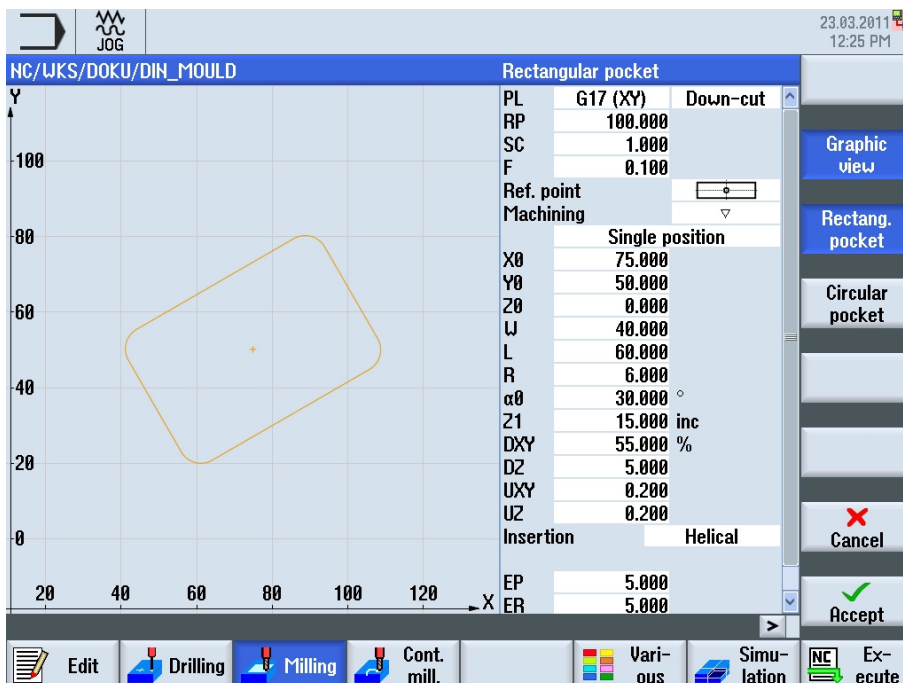 JOG
23.03.2011
12:25 PM
NC/WKS/DOKU/DIN_MOULD
Rectangular pocket
Y
100
80
60
40
20
0
20 40 60 80 100 120
X
PL G17 (XY) Down-cut
RP 100.000
SC 1.000
F 0.100
Ref. point
Machining ▽
Single position
X0 75.000
Y0 50.000
Z0 0.000
W 40.000
L 60.000
R 6.000
α0 30.000 °
Z1 15.000 inc
DXY 55.000 %
DZ 5.000
UXY 0.200
UZ 0.200
Insertion Helical
EP 5.000
ER 5.000
>
Graphic
view
Rectang.
pocket
Circular
pocket
Cancel
Accept
Edit
Drilling
Milling
Cont.
mill.
Vari-
ous
Simu-
lation
NC
Ex-
ecute